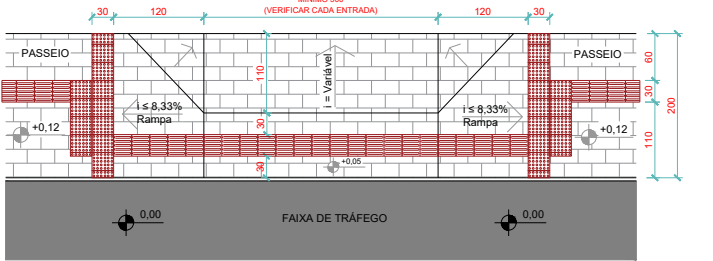 (VERIFICAR CADA ENTRADA)
30
120
120
30
PASSEIO
PASSEIO
110
i = Variável
60
30
200
110
i ≤ 8,33%
Rampa
i ≤ 8,33%
Rampa
30
+0,12
+0,12
30
+0,05
0,00
FAIXA DE TRÁFEGO
0,00